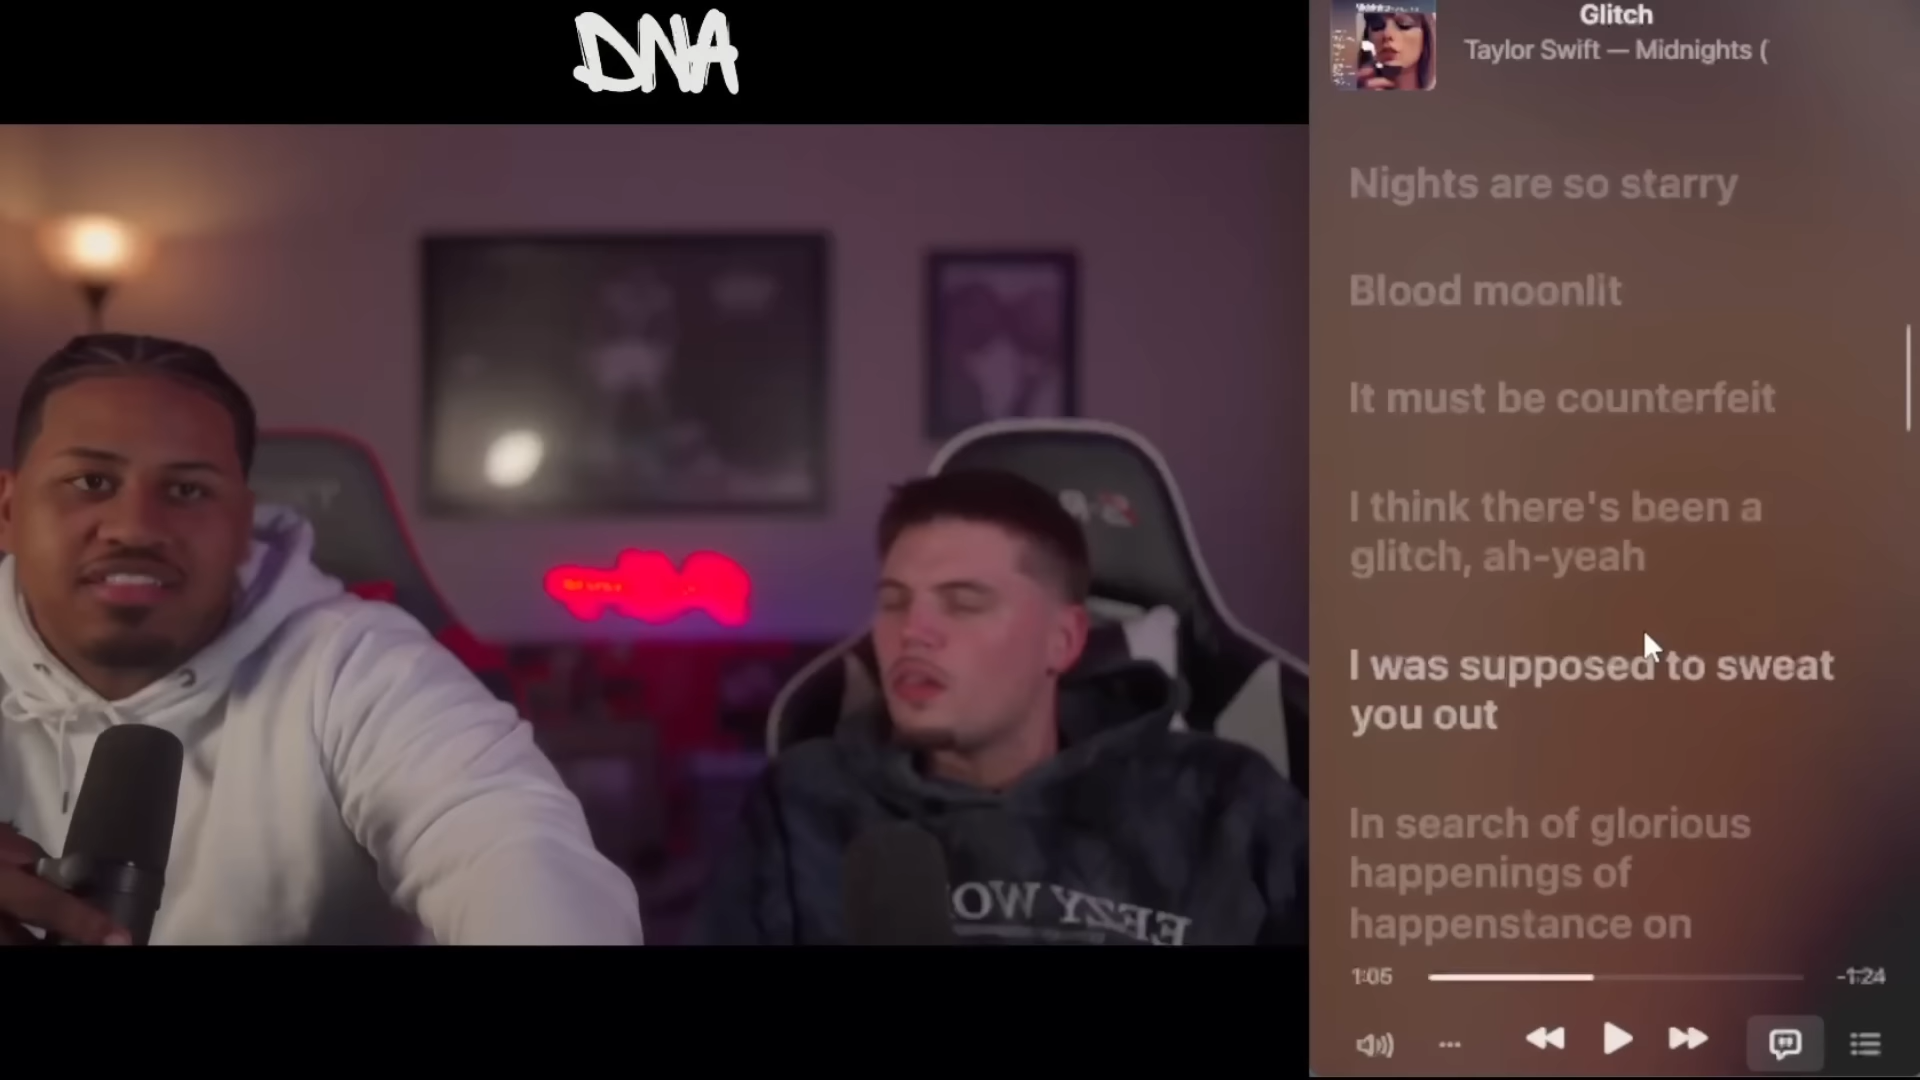 DNA
Glitch
Taylor Swift — Midnights (
Nights are so starry
Blood moonlit
It must be counterfeit
I think there's been a
glitch, ah-yeah
I was supposed to sweat
you out
In search of glorious
happenings of
happenstance on
1:05
-1:24
EEZY WO